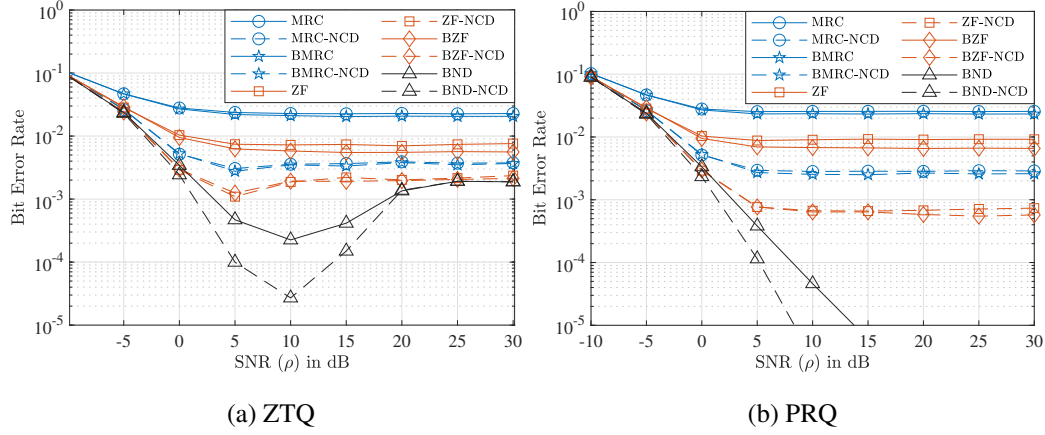 10^0
10^-1
10^-2
10^-3
10^-4
10^-5
Bit Error Rate
-5 0 5 10 15 20 25 30
SNR (ρ) in dB
MRC
MRC-NCD
BMRC
BMRC-NCD
ZF
ZF-NCD
BZF
BZF-NCD
BND
BND-NCD
(a) ZTQ
10^0
10^-1
10^-2
10^-3
10^-4
10^-5
Bit Error Rate
-10 -5 0 5 10 15 20 25 30
SNR (ρ) in dB
MRC
MRC-NCD
BMRC
BMRC-NCD
ZF
ZF-NCD
BZF
BZF-NCD
BND
BND-NCD
(b) PRQ